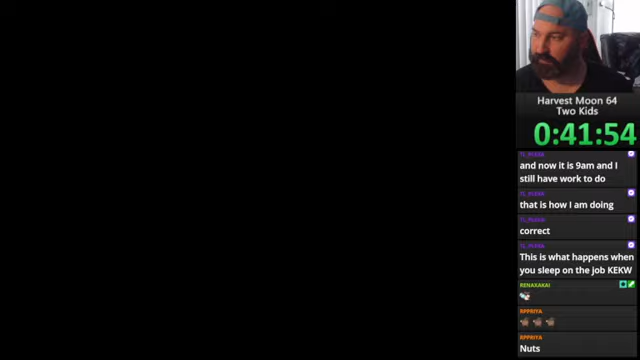 Harvest Moon 64
Two Kids
0:41:54
and now it is 9am and I
still have work to do
that is how I am doing
correct
This is what happens when
you sleep on the job KEKW
RENAXAKAI
RPPRIYA
RPPRIYA
Nuts